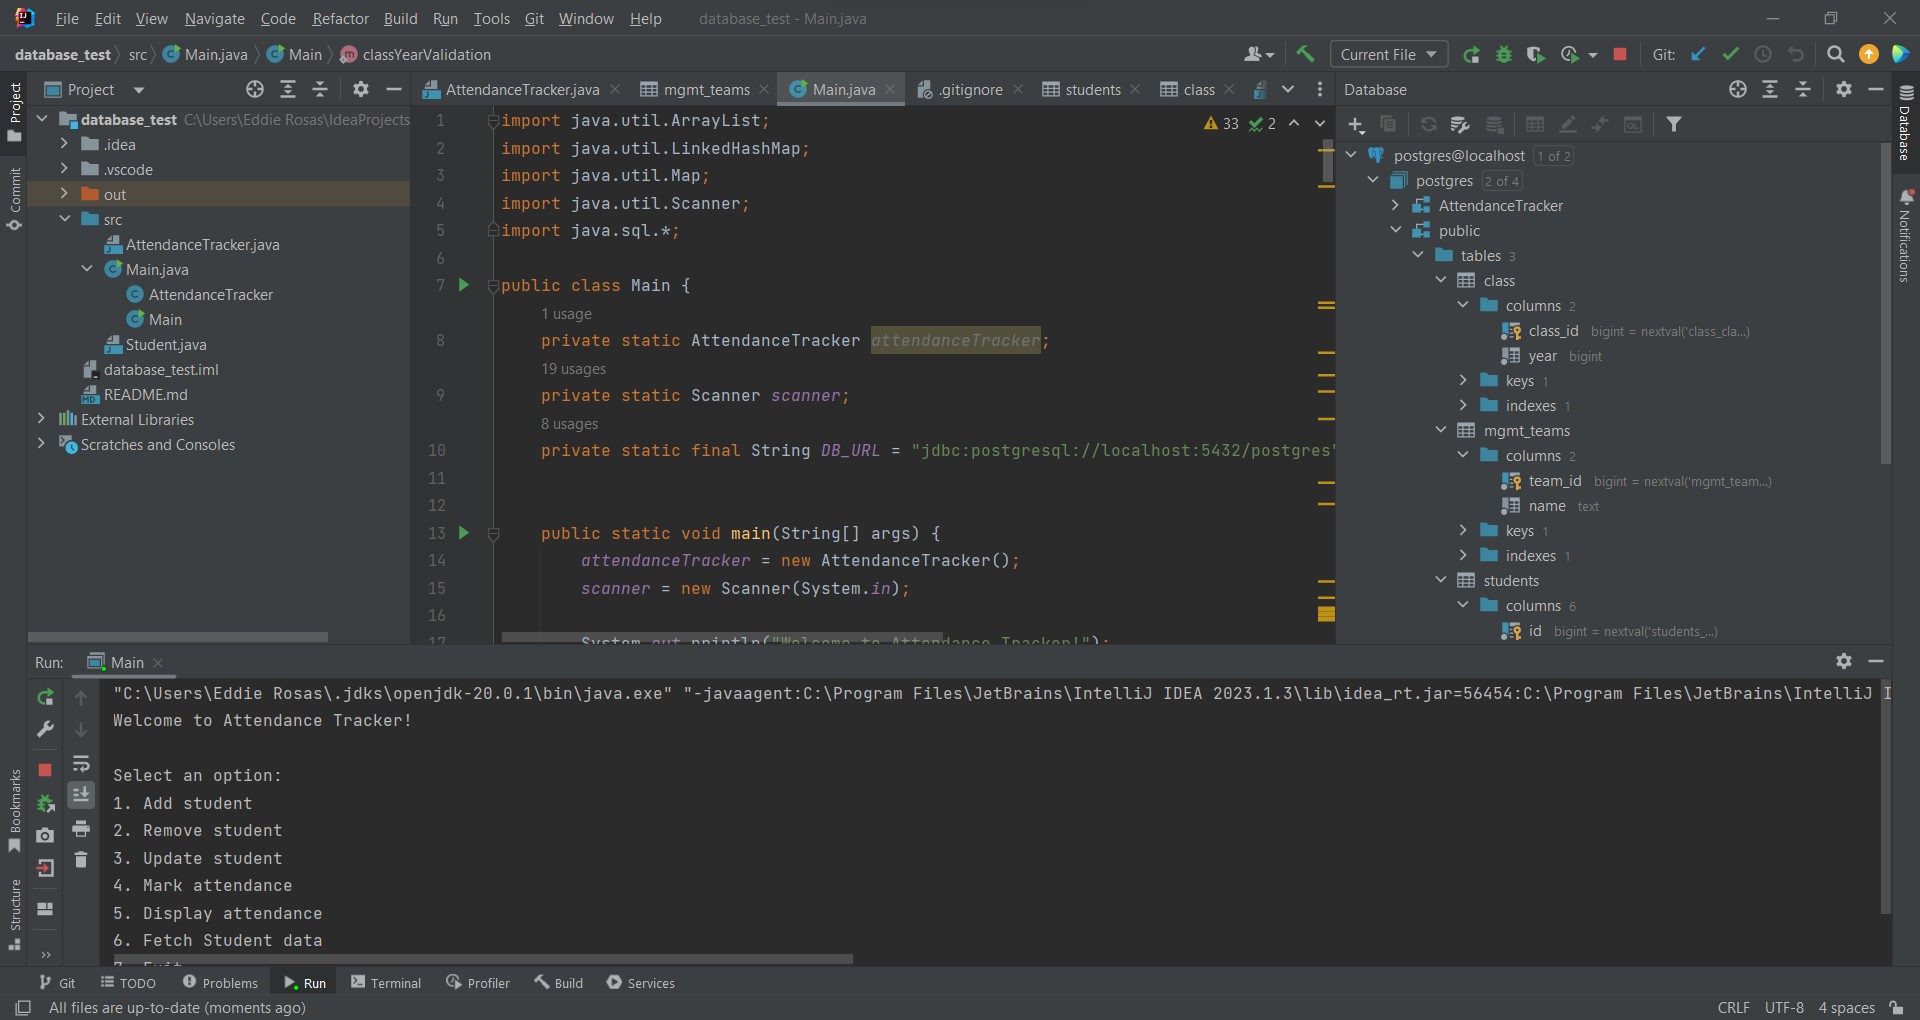 File Edit View Navigate Code Refactor Build Run Tools Git Window Help database_test - Main.java
database_test src Main.java Main classYearValidation Current File Git:
Project AttendanceTracker.java mgmt_teams Main.java .gitignore students class Database
database_test C:\Users\Eddie Rosas\IdeaProjects
.idea
.vscode
out
src
AttendanceTracker.java
Main.java
AttendanceTracker
Main
Student.java
database_test.iml
README.md
External Libraries
Scratches and Consoles
Project
Commit
Bookmarks
Structure
33 2
1 import java.util.ArrayList;
2 import java.util.LinkedHashMap;
3 import java.util.Map;
4 import java.util.Scanner;
5 import java.sql.*;
6
7 public class Main {
1 usage
8 private static AttendanceTracker attendanceTracker;
19 usages
9 private static Scanner scanner;
8 usages
10 private static final String DB_URL = "jdbc:postgresql://localhost:5432/postgres"
11
12
13 public static void main(String[] args) {
14 attendanceTracker = new AttendanceTracker();
15 scanner = new Scanner(System.in);
16
17 System.out.println("Welcome to Attendance Tracker!");
postgres@localhost 1 of 2
postgres 2 of 4
AttendanceTracker
public
tables 3
class
columns 2
class_id bigint = nextval('class_cla...)
year bigint
keys 1
indexes 1
mgmt_teams
columns 2
team_id bigint = nextval('mgmt_team...)
name text
keys 1
indexes 1
students
columns 6
id bigint = nextval('students_...)
Database
Notifications
Run: Main
"C:\Users\Eddie Rosas\.jdks\openjdk-20.0.1\bin\java.exe" "-javaagent:C:\Program Files\JetBrains\IntelliJ IDEA 2023.1.3\lib\idea_rt.jar=56454:C:\Program Files\JetBrains\IntelliJ I
Welcome to Attendance Tracker!
Select an option:
1. Add student
2. Remove student
3. Update student
4. Mark attendance
5. Display attendance
6. Fetch Student data
7. Exit
Git TODO Problems Run Terminal Profiler Build Services
All files are up-to-date (moments ago) CRLF UTF-8 4 spaces